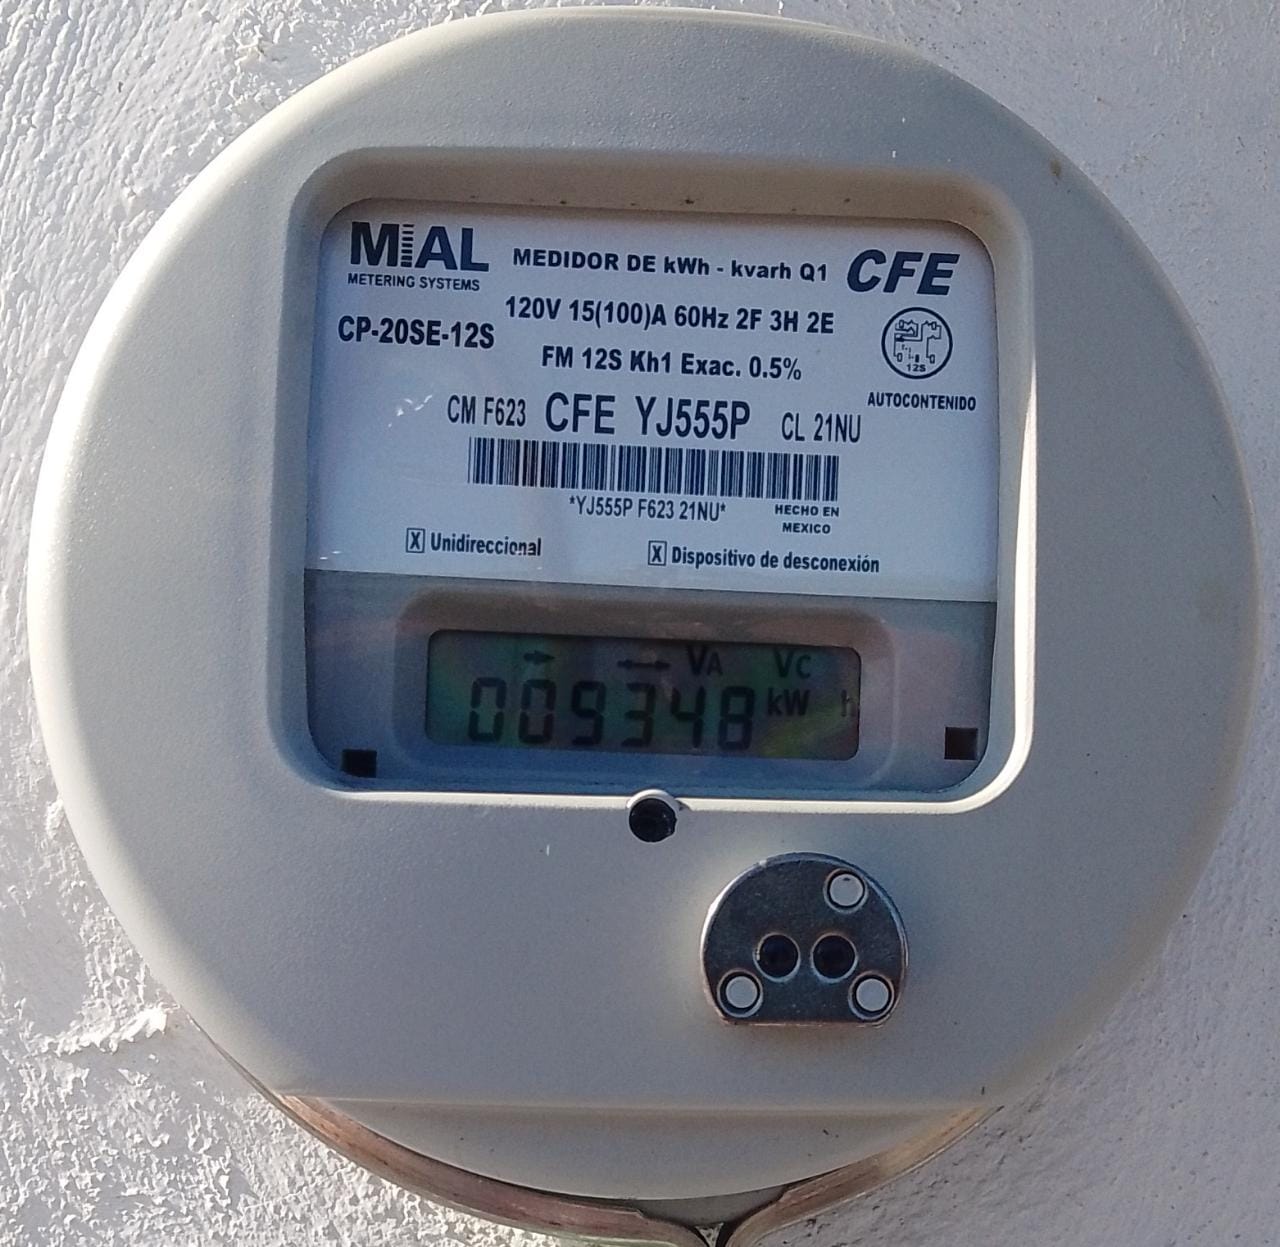 MIAL
METERING SYSTEMS
MEDIDOR DE kWh - kvarh Q1
CFE
120V 15(100)A 60Hz 2F 3H 2E
CP-20SE-12S
FM 12S Kh1 Exac. 0.5%
12S
AUTOCONTENIDO
CM F623 CFE YJ555P CL 21NU
*YJ555P F623 21NU*
HECHO EN
MEXICO
X Unidireccional
X Dispositivo de desconexión
VA VC
009348 kW h